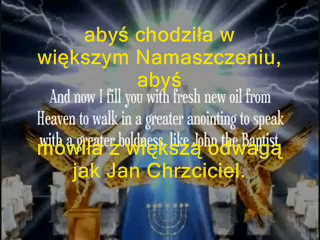 abyś chodziła w
większym Namaszczeniu,
abyś
And now I fill you with fresh new oil from
Heaven to walk in a greater anointing to speak
with a greater boldness, like John the Baptist
mówiła z większą odwagą
jak Jan Chrzciciel.